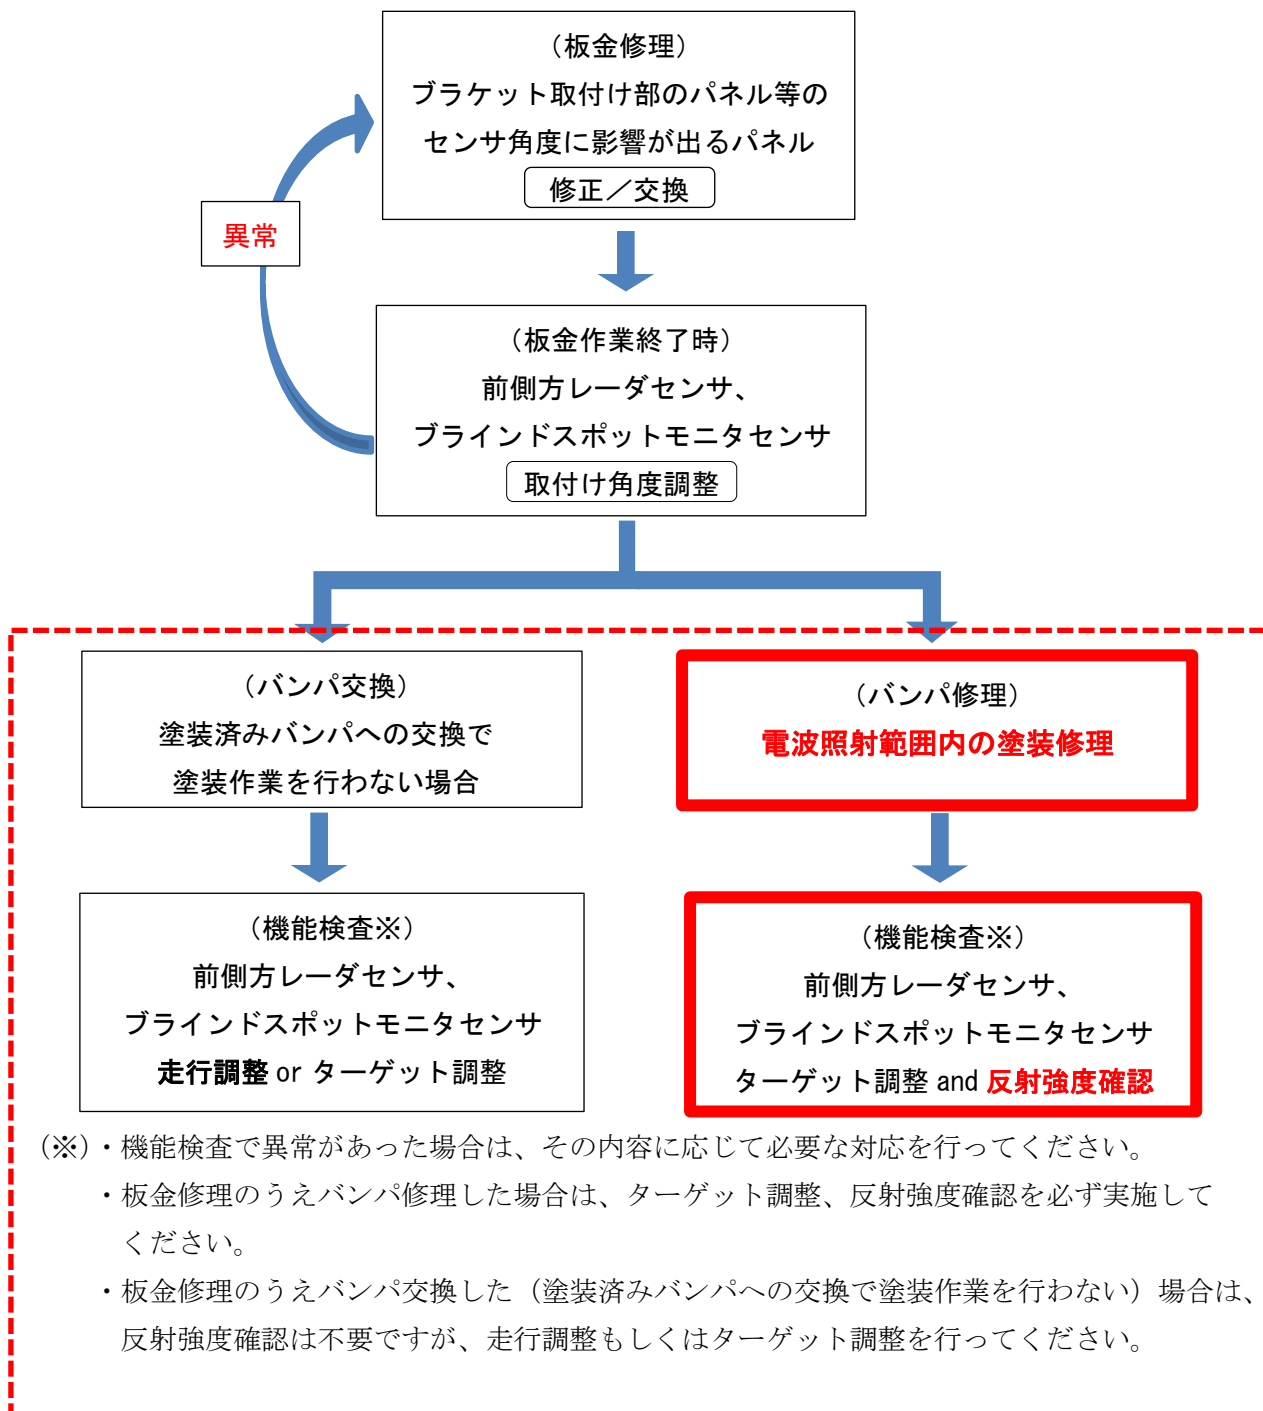 （板金修理）
ブラケット取付け部のパネル等の
センサ角度に影響が出るパネル
修正／交換
異常
（板金作業終了時）
前側方レーダセンサ、
ブラインドスポットモニタセンサ
取付け角度調整
（バンパ交換）
塗装済みバンパへの交換で
塗装作業を行わない場合
（バンパ修理）
電波照射範囲内の塗装修理
（機能検査※）
前側方レーダセンサ、
ブラインドスポットモニタセンサ
走行調整 or ターゲット調整
（機能検査※）
前側方レーダセンサ、
ブラインドスポットモニタセンサ
ターゲット調整 and 反射強度確認
（※）・機能検査で異常があった場合は、その内容に応じて必要な対応を行ってください。
・板金修理のうえバンパ修理した場合は、ターゲット調整、反射強度確認を必ず実施して
ください。
・板金修理のうえバンパ交換した（塗装済みバンパへの交換で塗装作業を行わない）場合は、
反射強度確認は不要ですが、走行調整もしくはターゲット調整を行ってください。